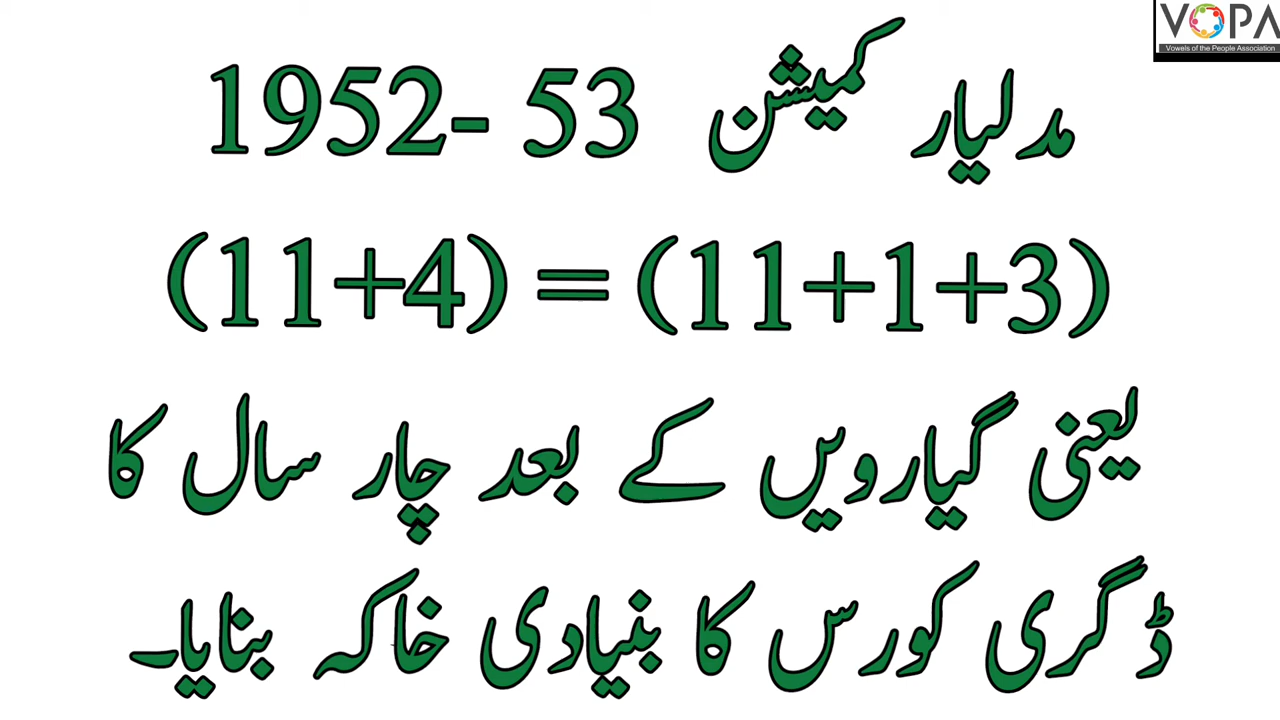 VOPA
Vowels of the People Association
مدلیار کمیشن 1952- 53
(11+4) = (11+1+3)
یعنی گیارویں کے بعد چار سال کا
ڈگری کورس کا بنیادی خاکہ بنایا۔